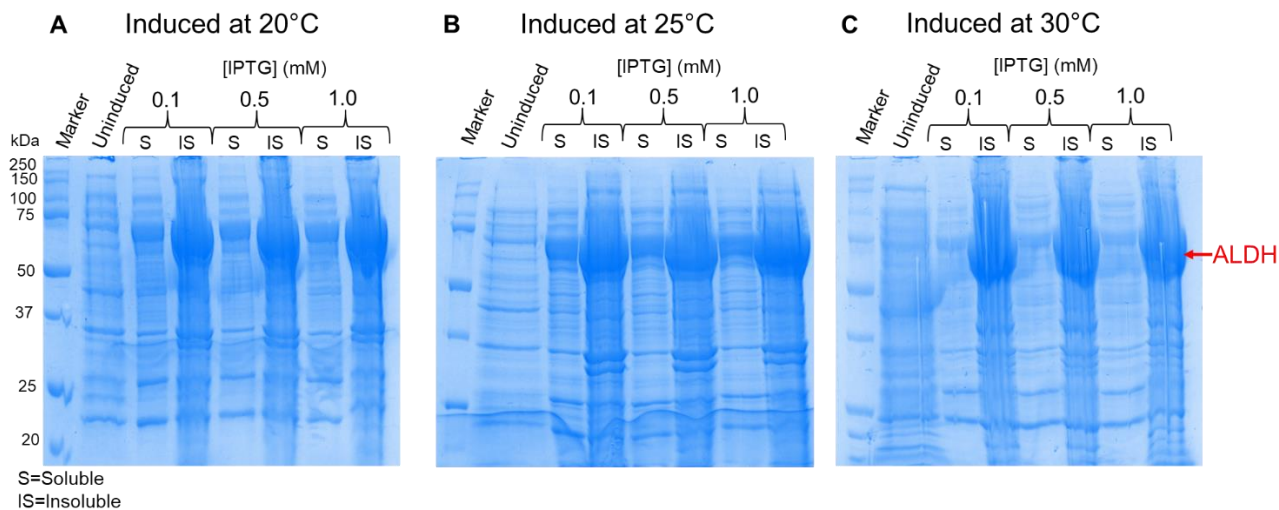 A Induced at 20°C
B Induced at 25°C
C Induced at 30°C
[IPTG] (mM)
[IPTG] (mM)
[IPTG] (mM)
kDa
Marker
Uninduced
0.1 0.5 1.0
S IS S IS S IS
Marker
Uninduced
0.1 0.5 1.0
S IS S IS S IS
Marker
Uninduced
0.1 0.5 1.0
S IS S IS S IS
250
150
100
75
50
37
25
20
ALDH
S=Soluble
IS=Insoluble